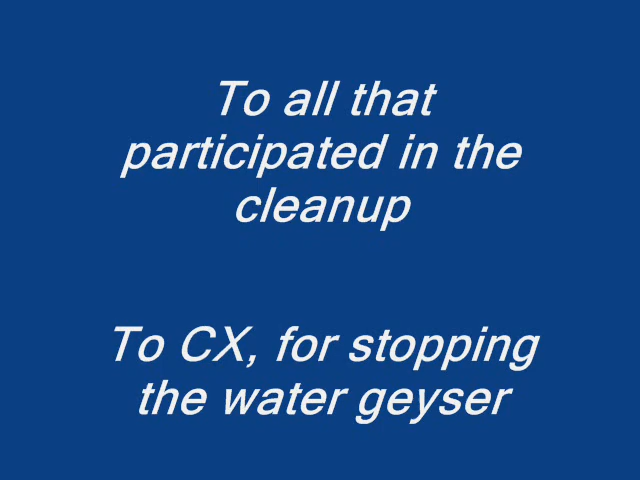 To all that
participated in the
cleanup
To CX, for stopping
the water geyser